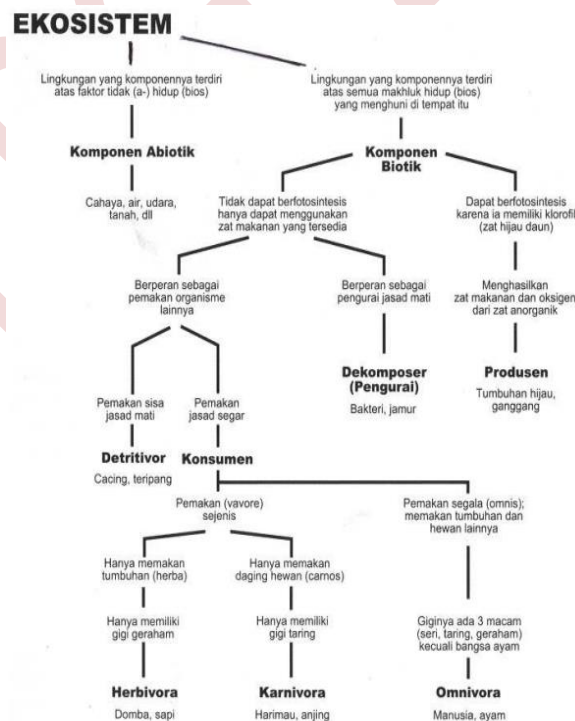 EKOSISTEM
Lingkungan yang komponennya terdiri
atas faktor tidak (a-) hidup (bios)
Lingkungan yang komponennya terdiri
atas semua makhluk hidup (bios)
yang menghuni di tempat itu
Komponen Abiotik
Komponen
Biotik
Cahaya, air, udara,
tanah, dll
Tidak dapat berfotosintesis
hanya dapat menggunakan
zat makanan yang tersedia
Dapat berfotosintesis
karena ia memiliki klorofil
(zat hijau daun)
Berperan sebagai
pemakan organisme
lainnya
Berperan sebagai
pengurai jasad mati
Menghasilkan
zat makanan dan oksigen
dari zat anorganik
Dekomposer
(Pengurai)
Bakteri, jamur
Produsen
Tumbuhan hijau,
ganggang
Pemakan sisa
jasad mati
Pemakan
jasad segar
Detritivor
Cacing, teripang
Konsumen
Pemakan (vavore)
sejenis
Pemakan segala (omnis);
memakan tumbuhan dan
hewan lainnya
Hanya memakan
tumbuhan (herba)
Hanya memakan
daging hewan (carnos)
Hanya memiliki
gigi geraham
Hanya memiliki
gigi taring
Giginya ada 3 macam
(seri, taring, geraham)
kecuali bangsa ayam
Herbivora
Domba, sapi
Karnivora
Harimau, anjing
Omnivora
Manusia, ayam